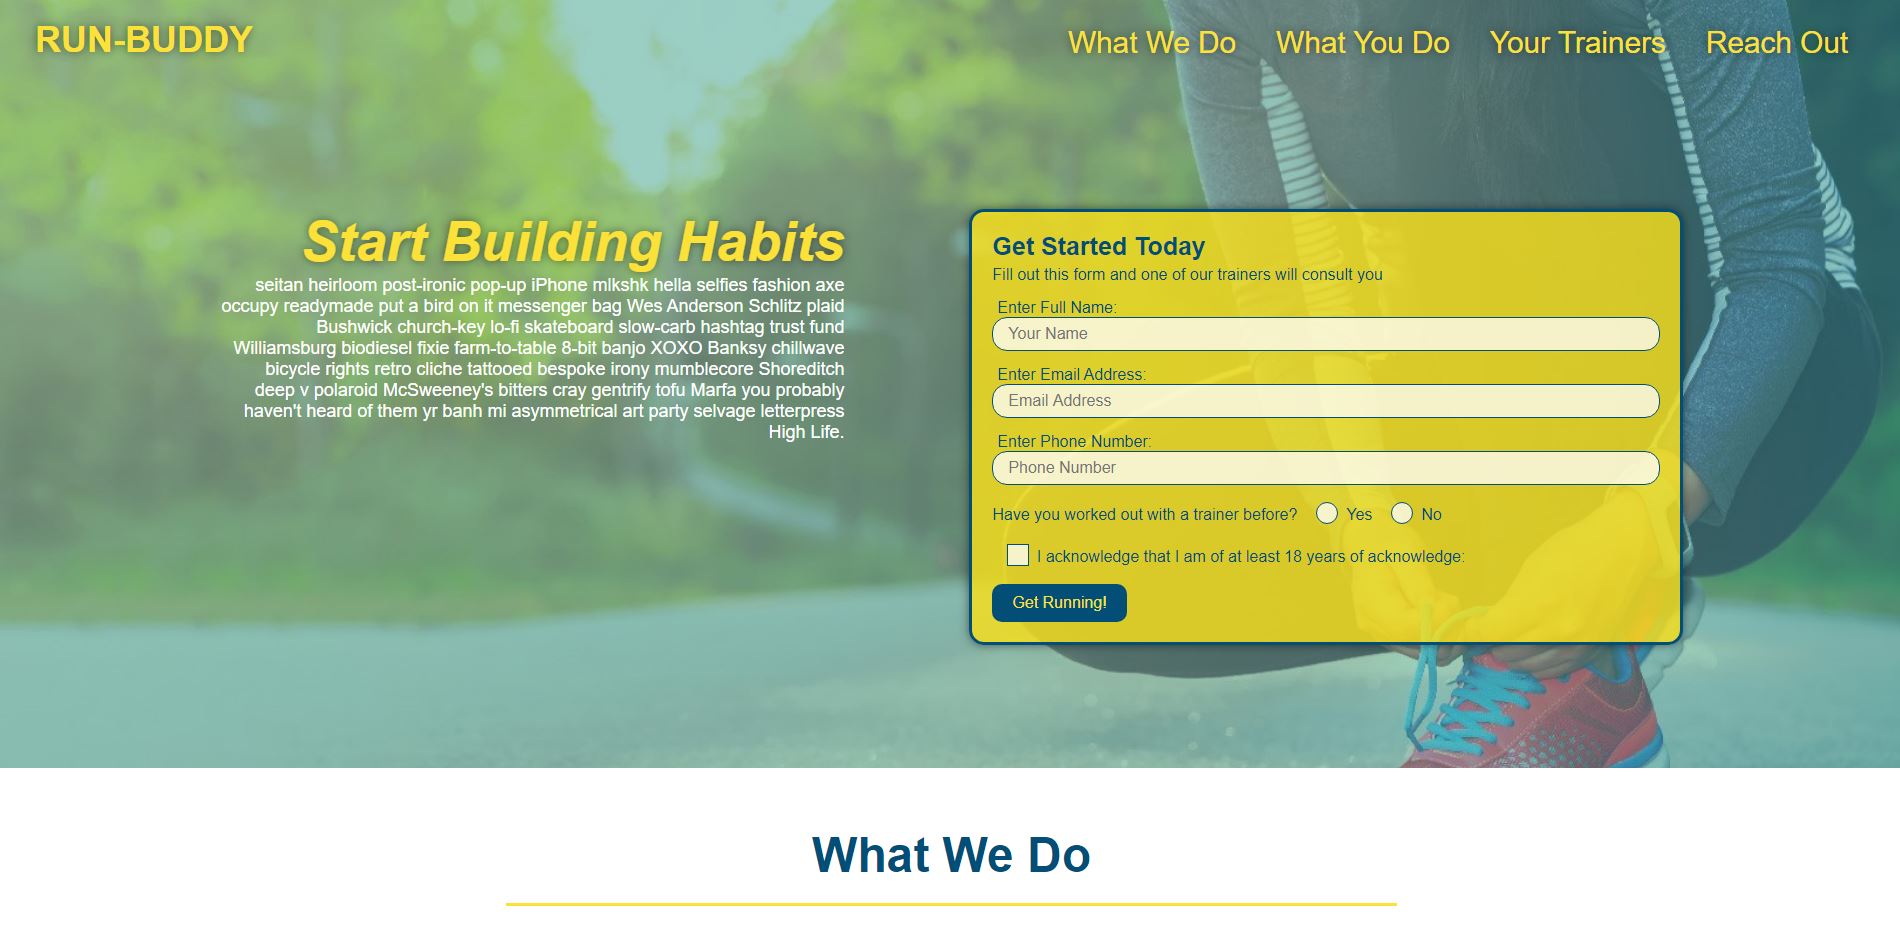 RUN-BUDDY
What We Do
What You Do
Your Trainers
Reach Out
Start Building Habits
seitan heirloom post-ironic pop-up iPhone mlkshk hella selfies fashion axe
occupy readymade put a bird on it messenger bag Wes Anderson Schlitz plaid
Bushwick church-key lo-fi skateboard slow-carb hashtag trust fund
Williamsburg biodiesel fixie farm-to-table 8-bit banjo XOXO Banksy chillwave
bicycle rights retro cliche tattooed bespoke irony mumblecore Shoreditch
deep v polaroid McSweeney's bitters cray gentrify tofu Marfa you probably
haven't heard of them yr banh mi asymmetrical art party selvage letterpress
High Life.
Get Started Today
Fill out this form and one of our trainers will consult you
Enter Full Name:
Your Name
Enter Email Address:
Email Address
Enter Phone Number:
Phone Number
Have you worked out with a trainer before? Yes No
I acknowledge that I am of at least 18 years of acknowledge:
Get Running!
What We Do